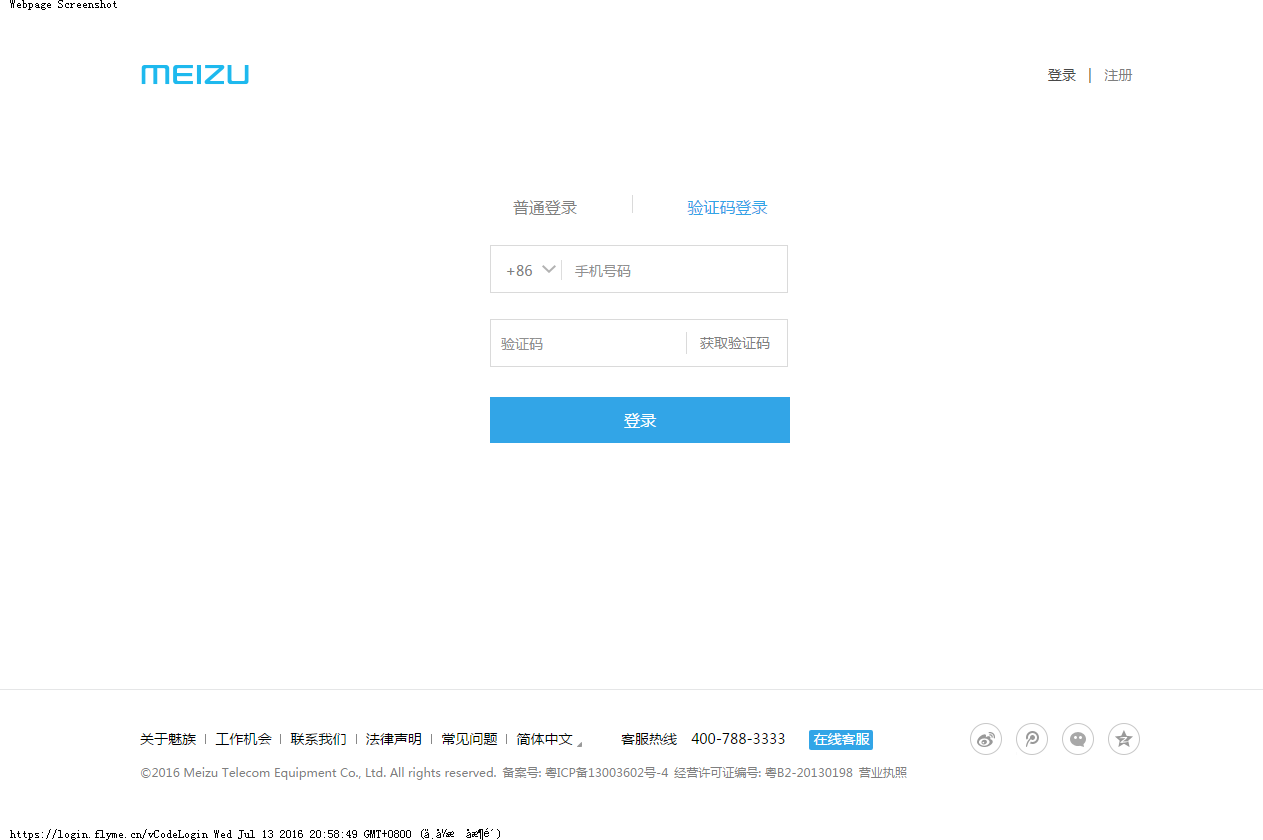 Webpage Screenshot
MEIZU
登录 | 注册
普通登录 验证码登录
+86 手机号码
验证码 获取验证码
登录
关于魅族 | 工作机会 | 联系我们 | 法律声明 | 常见问题 | 简体中文 客服热线 400-788-3333 在线客服
©2016 Meizu Telecom Equipment Co., Ltd. All rights reserved. 备案号: 粤ICP备13003602号-4 经营许可证编号: 粤B2-20130198 营业执照
https://login.flyme.cn/vCodeLogin Wed Jul 13 2016 20:58:49 GMT+0800